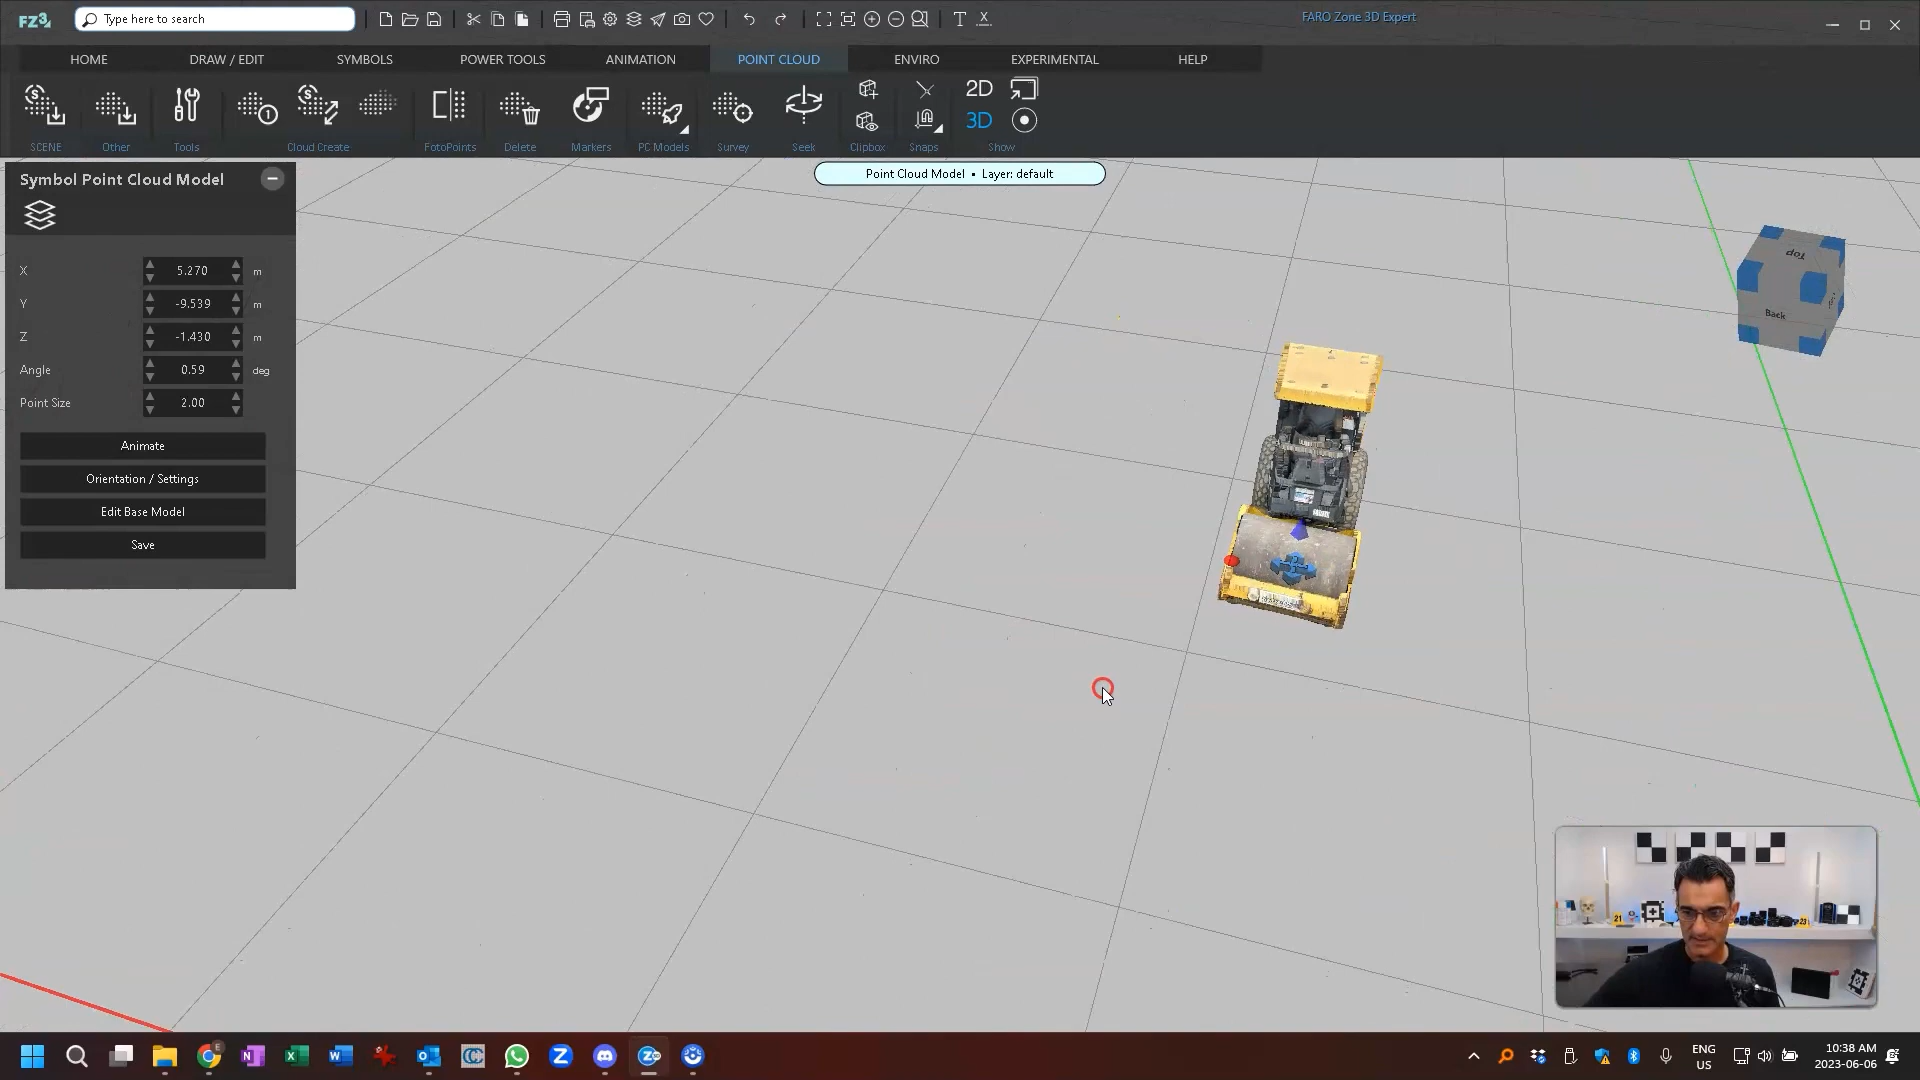 FZ3
Type here to search
FARO Zone 3D Expert
HOME
DRAW / EDIT
SYMBOLS
POWER TOOLS
ANIMATION
POINT CLOUD
ENVIRO
EXPERIMENTAL
HELP
2D
3D
SCENE
Other
Tools
Cloud Create
FotoPoints
Delete
Markers
PC Models
Survey
Seek
Clipbox
Snaps
Show
Symbol Point Cloud Model
Point Cloud Model • Layer: default
X 5.270 m
Y -9.539 m
Z -1.430 m
Angle 0.59 deg
Point Size 2.00
Animate
Orientation / Settings
Edit Base Model
Save
Top
Back
21
23
ENG
US
10:38 AM
2023-06-06